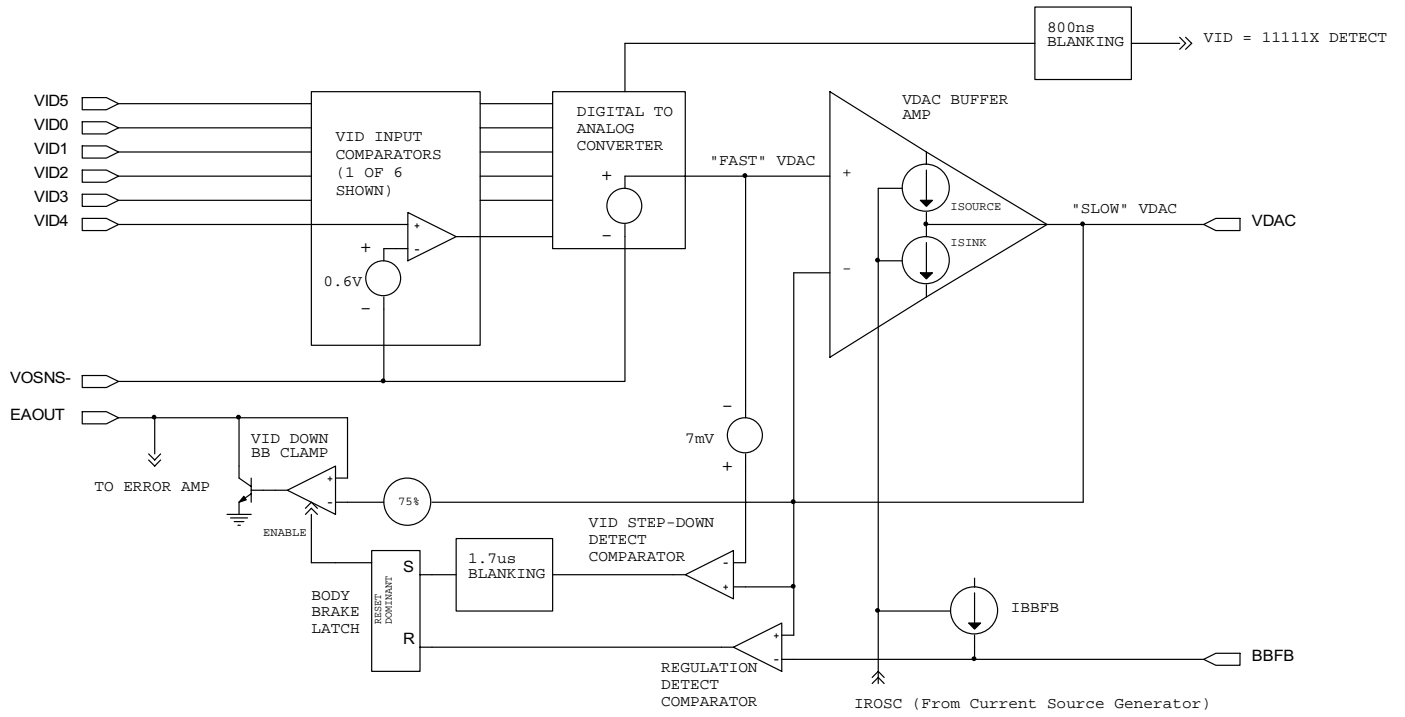 800ns
BLANKING
VID = 11111X DETECT
VID5
VID0
VID1
VID2
VID3
VID4
VID INPUT
COMPARATORS
(1 OF 6
SHOWN)
+
-
+
0.6V
-
DIGITAL TO
ANALOG
CONVERTER
+
-
"FAST" VDAC
VDAC BUFFER
AMP
+
-
ISOURCE
ISINK
"SLOW" VDAC
VDAC
VOSNS-
EAOUT
TO ERROR AMP
VID DOWN
BB CLAMP
+
-
ENABLE
75%
-
7mV
+
VID STEP-DOWN
DETECT
COMPARATOR
-
+
1.7us
BLANKING
BODY
BRAKE
LATCH
RESET
DOMINANT
S
R
+
-
REGULATION
DETECT
COMPARATOR
IBBFB
BBFB
IROSC (From Current Source Generator)